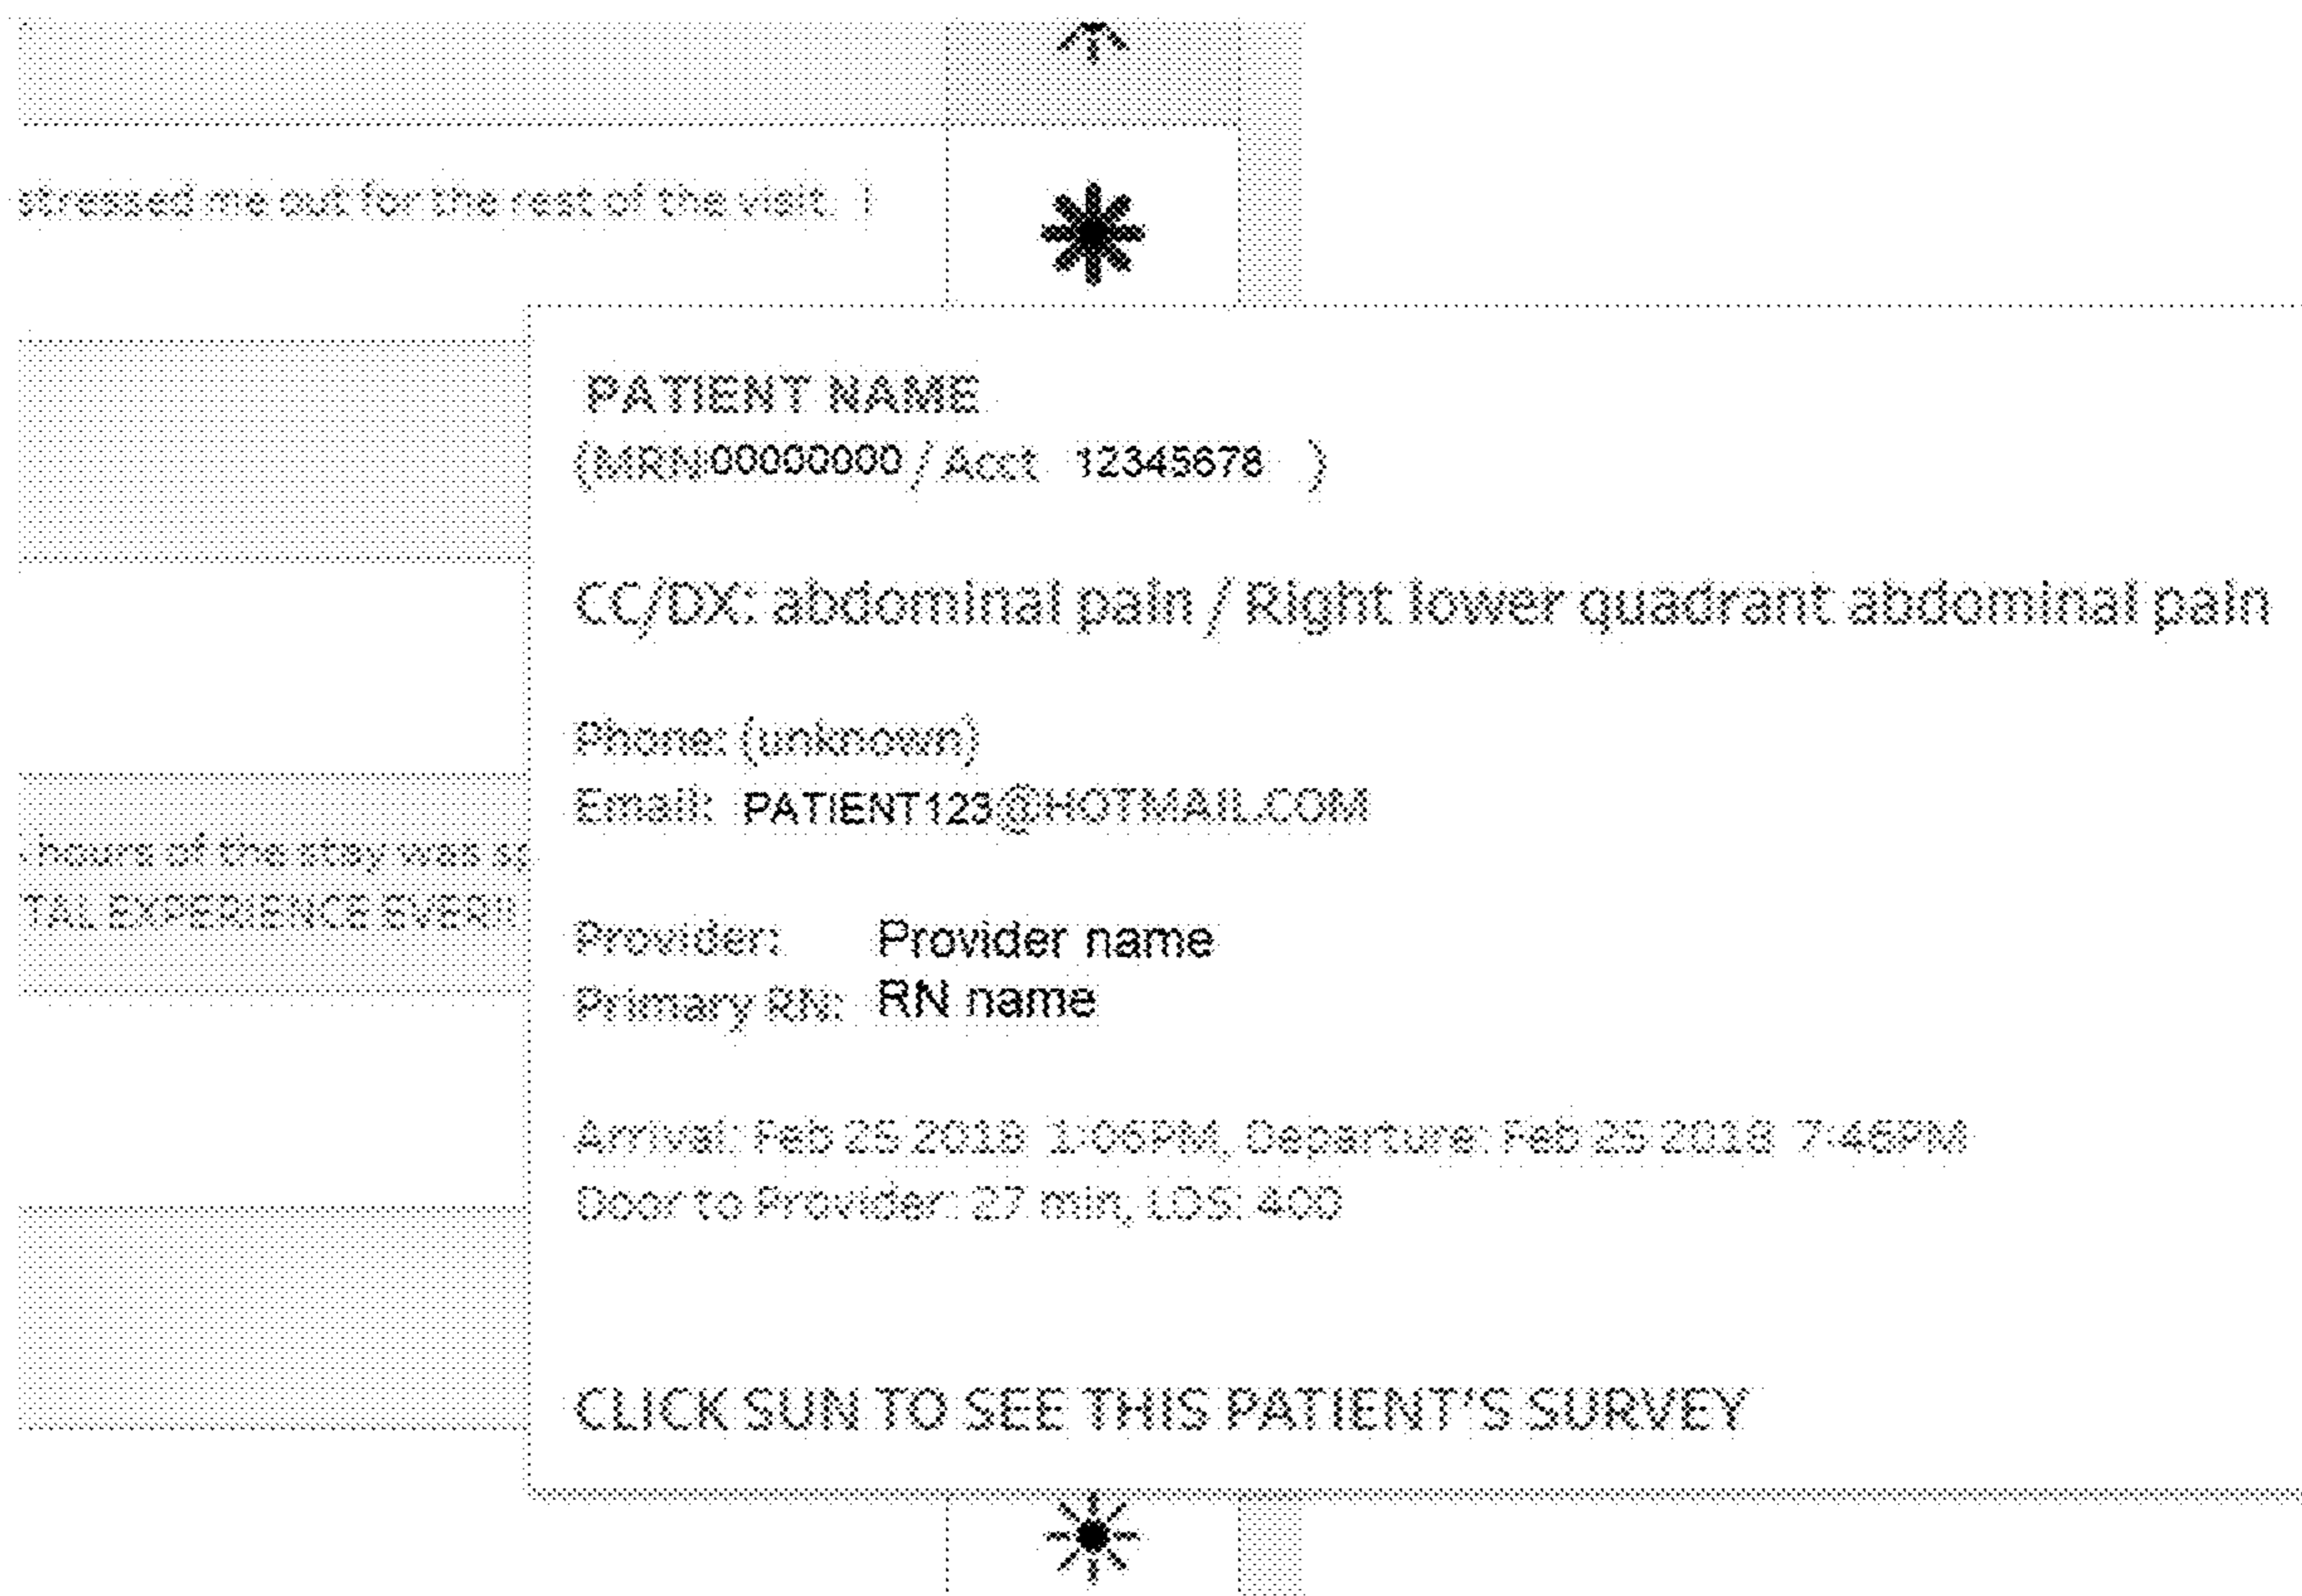 stressed me out for the rest of the visit. I
PATIENT NAME
(MRN 00000000 / Acct 12345678 )
CC/DX: abdominal pain / Right lower quadrant abdominal pain
Phone: (unknown)
Email: PATIENT123@HOTMAIL.COM
hours of the stay was so
TAL EXPERIENCE EVER!!
Provider: Provider name
Primary RN: RN name
Arrival: Feb 25 2018 1:06PM, Departure: Feb 25 2018 7:46PM
Door to Provider: 27 min, LOS: 400
CLICK SUN TO SEE THIS PATIENT'S SURVEY